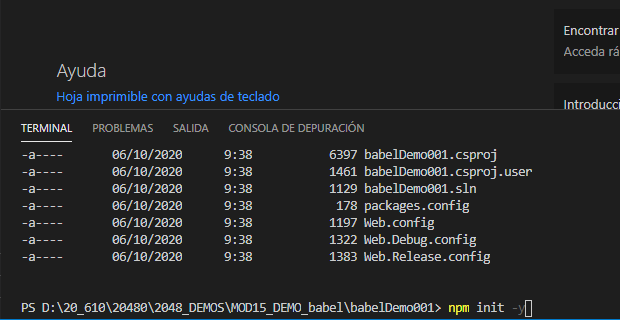 Encontrar
Acceda rá
Ayuda
Hoja imprimible con ayudas de teclado
Introducci
TERMINAL PROBLEMAS SALIDA CONSOLA DE DEPURACIÓN
-a---- 06/10/2020 9:38 6397 babelDemo001.csproj
-a---- 06/10/2020 9:38 1461 babelDemo001.csproj.user
-a---- 06/10/2020 9:38 1129 babelDemo001.sln
-a---- 06/10/2020 9:38 178 packages.config
-a---- 06/10/2020 9:38 1197 Web.config
-a---- 06/10/2020 9:38 1322 Web.Debug.config
-a---- 06/10/2020 9:38 1383 Web.Release.config
PS D:\20_610\20480\2048_DEMOS\MOD15_DEMO_babel\babelDemo001> npm init -y